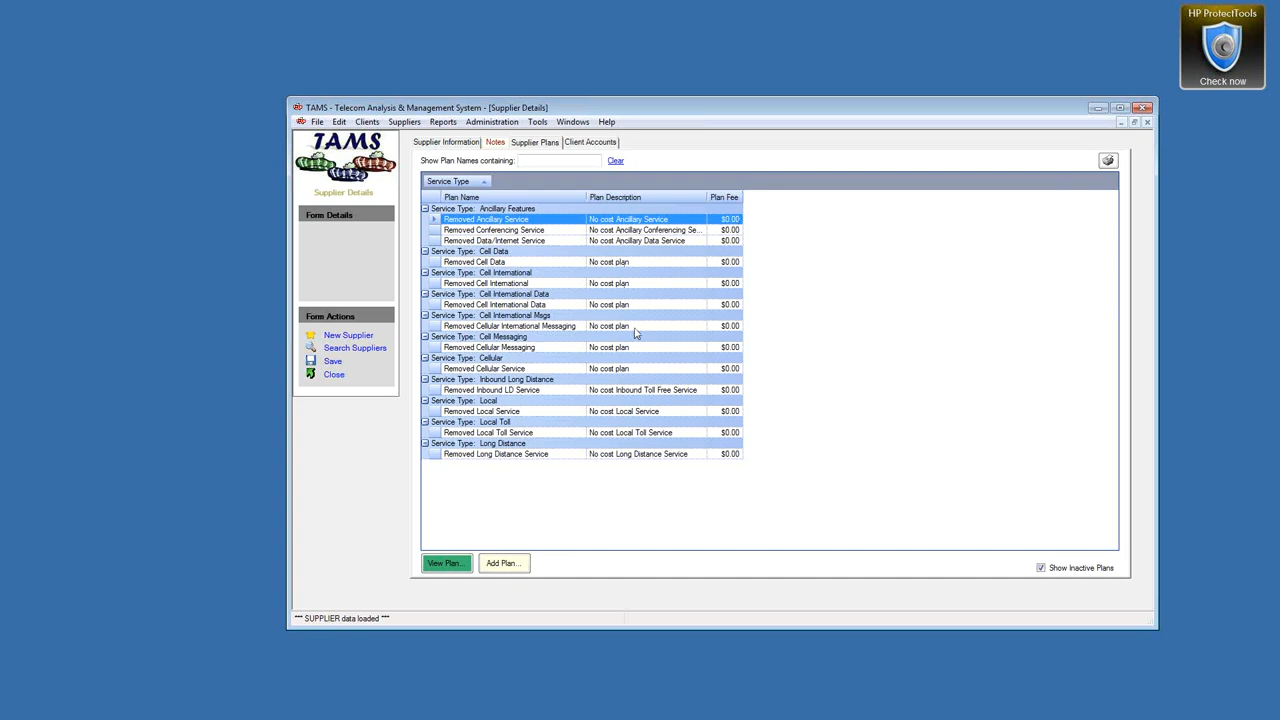 HP ProtectTools
Check now
TAMS - Telecom Analysis & Management System - [Supplier Details]
File Edit Clients Suppliers Reports Administration Tools Windows Help
TAMS
Supplier Details
Form Details
Form Actions
New Supplier
Search Suppliers
Save
Close
Supplier Information Notes Supplier Plans Client Accounts
Show Plan Names containing: Clear
Service Type
Plan Name Plan Description Plan Fee
Service Type: Ancillary Features
Removed Ancillary Service No cost Ancillary Service $0.00
Removed Conferencing Service No cost Ancillary Conferencing Se... $0.00
Removed Data/Internet Service No cost Ancillary Data Service $0.00
Service Type: Cell Data
Removed Cell Data No cost plan $0.00
Service Type: Cell International
Removed Cell International No cost plan $0.00
Service Type: Cell International Data
Removed Cell International Data No cost plan $0.00
Service Type: Cell International Msgs
Removed Cellular International Messaging No cost plan $0.00
Service Type: Cell Messaging
Removed Cellular Messaging No cost plan $0.00
Service Type: Cellular
Removed Cellular Service No cost plan $0.00
Service Type: Inbound Long Distance
Removed Inbound LD Service No cost Inbound Toll Free Service $0.00
Service Type: Local
Removed Local Service No cost Local Service $0.00
Service Type: Local Toll
Removed Local Toll Service No cost Local Toll Service $0.00
Service Type: Long Distance
Removed Long Distance Service No cost Long Distance Service $0.00
View Plan... Add Plan... Show Inactive Plans
*** SUPPLIER data loaded ***